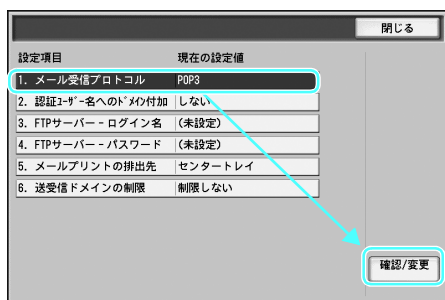 閉じる
設定項目 現在の設定値
1. メール受信プロトコル POP3
2. 認証ユーザー名へのドメイン付加 しない
3. FTPサーバー - ログイン名 (未設定)
4. FTPサーバー - パスワード (未設定)
5. メールプリントの排出先 センタートレイ
6. 送受信ドメインの制限 制限しない
確認/変更